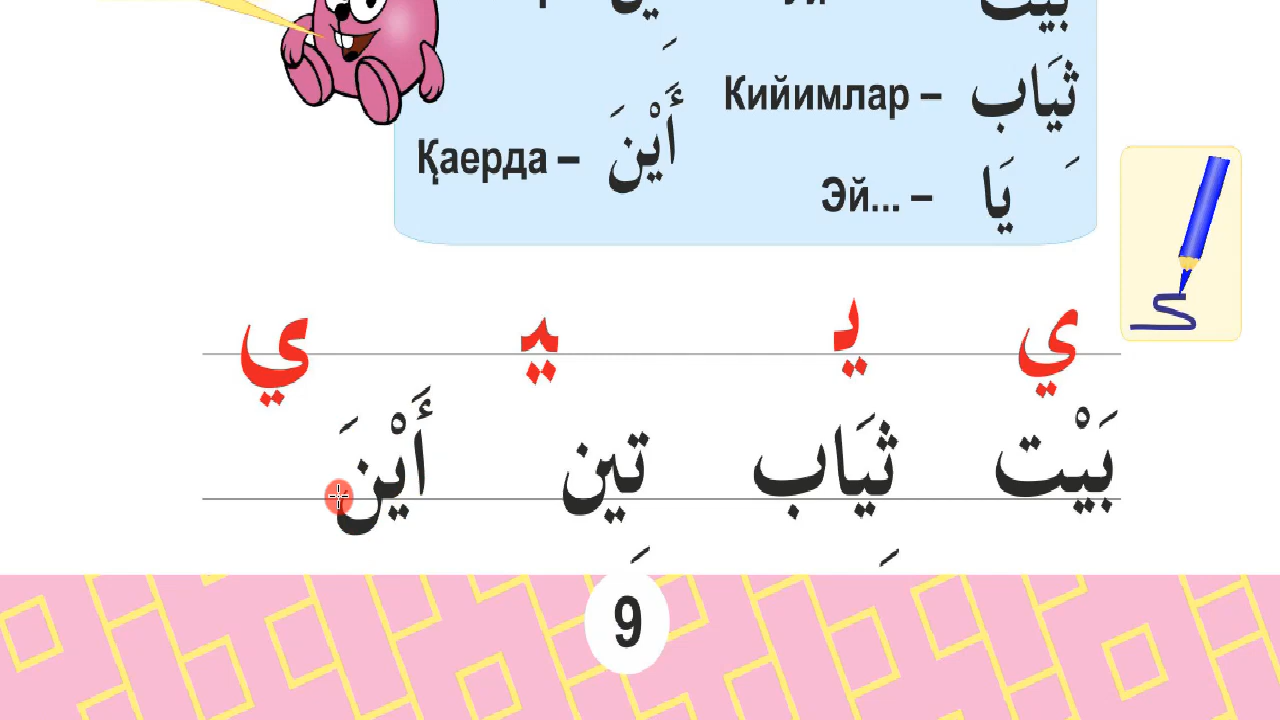 بَيْت
Кийимлар – ثِيَاب
Қаерда – أَيْنَ
Эй... – يَا
ي يـ ـيـ ي
بَيْت ثِيَاب تِين أَيْنَ
9